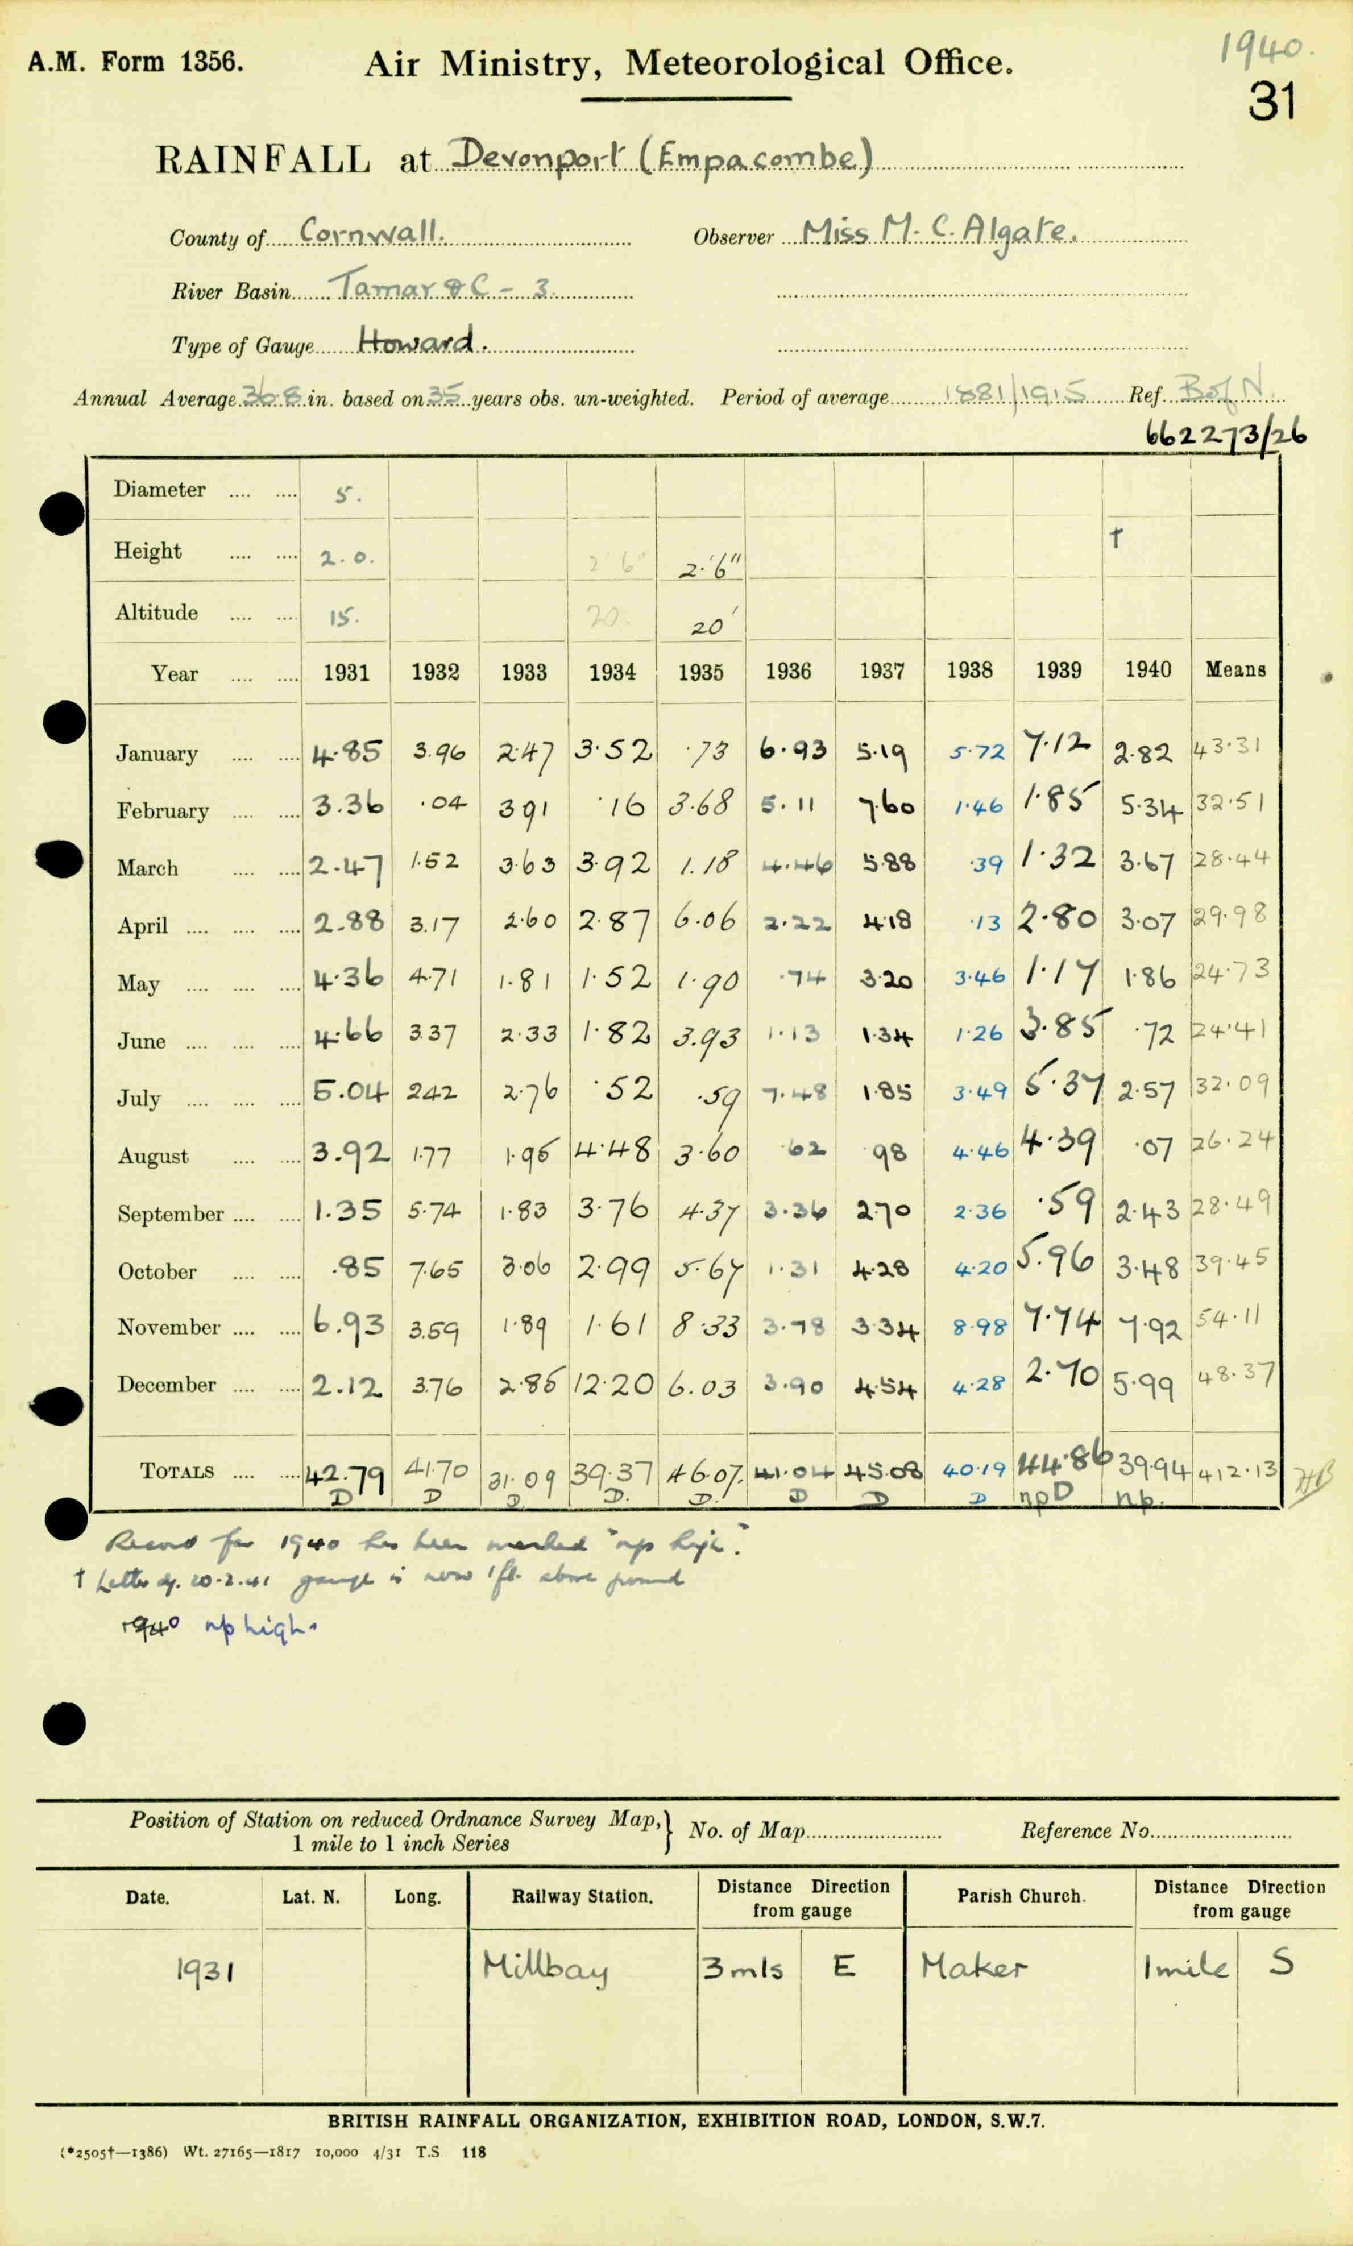 1940.
A.M. Form 1356. Air Ministry, Meteorological Office.
31
RAINFALL at Devonport (Empacombe)
County of Cornwall. Observer Miss M. C. Algate.
River Basin Tamar & C - 3
Type of Gauge Howard.
Annual Average 36.8 in. based on 35 years obs. un-weighted. Period of average 1881/1915 Ref. B of N.
662273/26
Diameter 5.
Height 2.0. 2' 6" 2.'6" †
Altitude 15. 20. 20'
Year 1931 1932 1933 1934 1935 1936 1937 1938 1939 1940 Means
January 4.85 3.96 2.47 3.52 .73 6.93 5.19 5.72 7.12 2.82 43.31
February 3.36 .04 3 91 .16 3.68 5.11 7.60 1.46 1.85 5.34 32.51
March 2.47 1.52 3.63 3.92 1.18 4.46 5.88 .39 1.32 3.67 28.44
April 2.88 3.17 2.60 2.87 6.06 2.22 4.18 .13 2.80 3.07 29.98
May 4.36 4.71 1.81 1.52 1.90 .74 3.20 3.46 1.17 1.86 24.73
June 4.66 3.37 2.33 1.82 3.93 1.13 1.34 1.26 3.85 .72 24.41
July 5.04 2.42 2.76 .52 .59 7.48 1.85 3.49 5.37 2.57 32.09
August 3.92 1.77 1.96 4.48 3.60 .62 .98 4.46 4.39 .07 26.24
September 1.35 5.74 1.83 3.76 4.37 3.36 2.70 2.36 .59 2.43 28.49
October .85 7.65 3.06 2.99 5.67 1.31 4.28 4.20 5.96 3.48 39.45
November 6.93 3.59 1.89 1.61 8.33 3.78 3.34 8.98 7.74 7.92 54.11
December 2.12 3.76 2.85 12.20 6.03 3.90 4.54 4.28 2.70 5.99 48.37
TOTALS 42.79 41.70 31.09 39.37 46.07. 41.04 45.08 40.19 44.86 39.94 412.13
D D D D. D. D D D npD np.
Record for 1940 has been marked "np high".
† Letter of 20.2.41 gauge is now 1ft above ground
1940 np high.
Position of Station on reduced Ordnance Survey Map,} No. of Map Reference No.
1 mile to 1 inch Series
Date. Lat. N. Long. Railway Station. Distance Direction from gauge Parish Church. Distance Direction from gauge
1931 Millbay 3 mls E Maker 1 mile S
BRITISH RAINFALL ORGANIZATION, EXHIBITION ROAD, LONDON, S.W.7.
(*2505†—1386) Wt. 27165—1817 10,000 4/31 T.S. 118